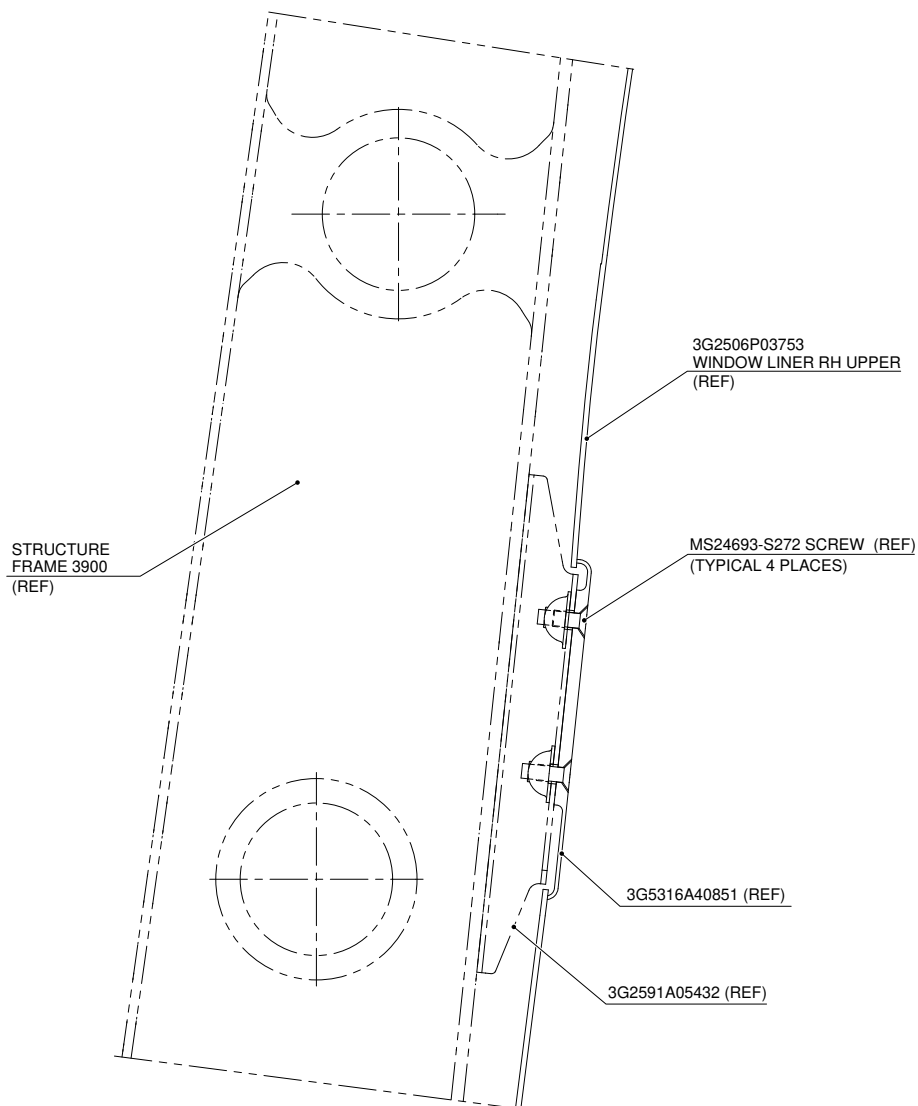 3G2506P03753
WINDOW LINER RH UPPER
(REF)
STRUCTURE
FRAME 3900
(REF)
MS24693-S272 SCREW (REF)
(TYPICAL 4 PLACES)
3G5316A40851 (REF)
3G2591A05432 (REF)